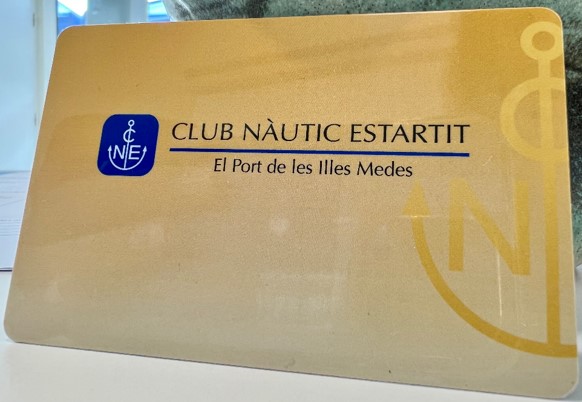 CLUB NÀUTIC ESTARTIT
CNE
El Port de les Illes Medes
N